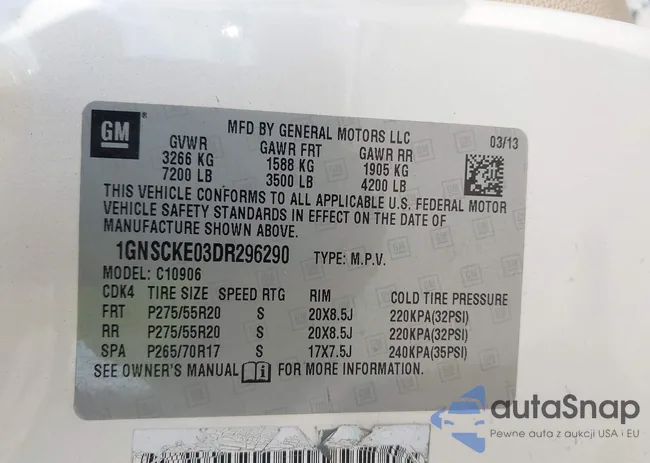 GM
MFD BY GENERAL MOTORS LLC
03/13
GVWR GAWR FRT GAWR RR
3266 KG 1588 KG 1905 KG
7200 LB 3500 LB 4200 LB
THIS VEHICLE CONFORMS TO ALL APPLICABLE U.S. FEDERAL MOTOR
VEHICLE SAFETY STANDARDS IN EFFECT ON THE DATE OF
MANUFACTURE SHOWN ABOVE.
1GNSCKE03DR296290 TYPE: M.P.V.
MODEL: C10906
CDK4 TIRE SIZE SPEED RTG RIM COLD TIRE PRESSURE
FRT P275/55R20 S 20X8.5J 220KPA(32PSI)
RR P275/55R20 S 20X8.5J 220KPA(32PSI)
SPA P265/70R17 S 17X7.5J 240KPA(35PSI)
SEE OWNER'S MANUAL FOR MORE INFORMATION.
autaSnap
Pewne auta z aukcji USA i EU